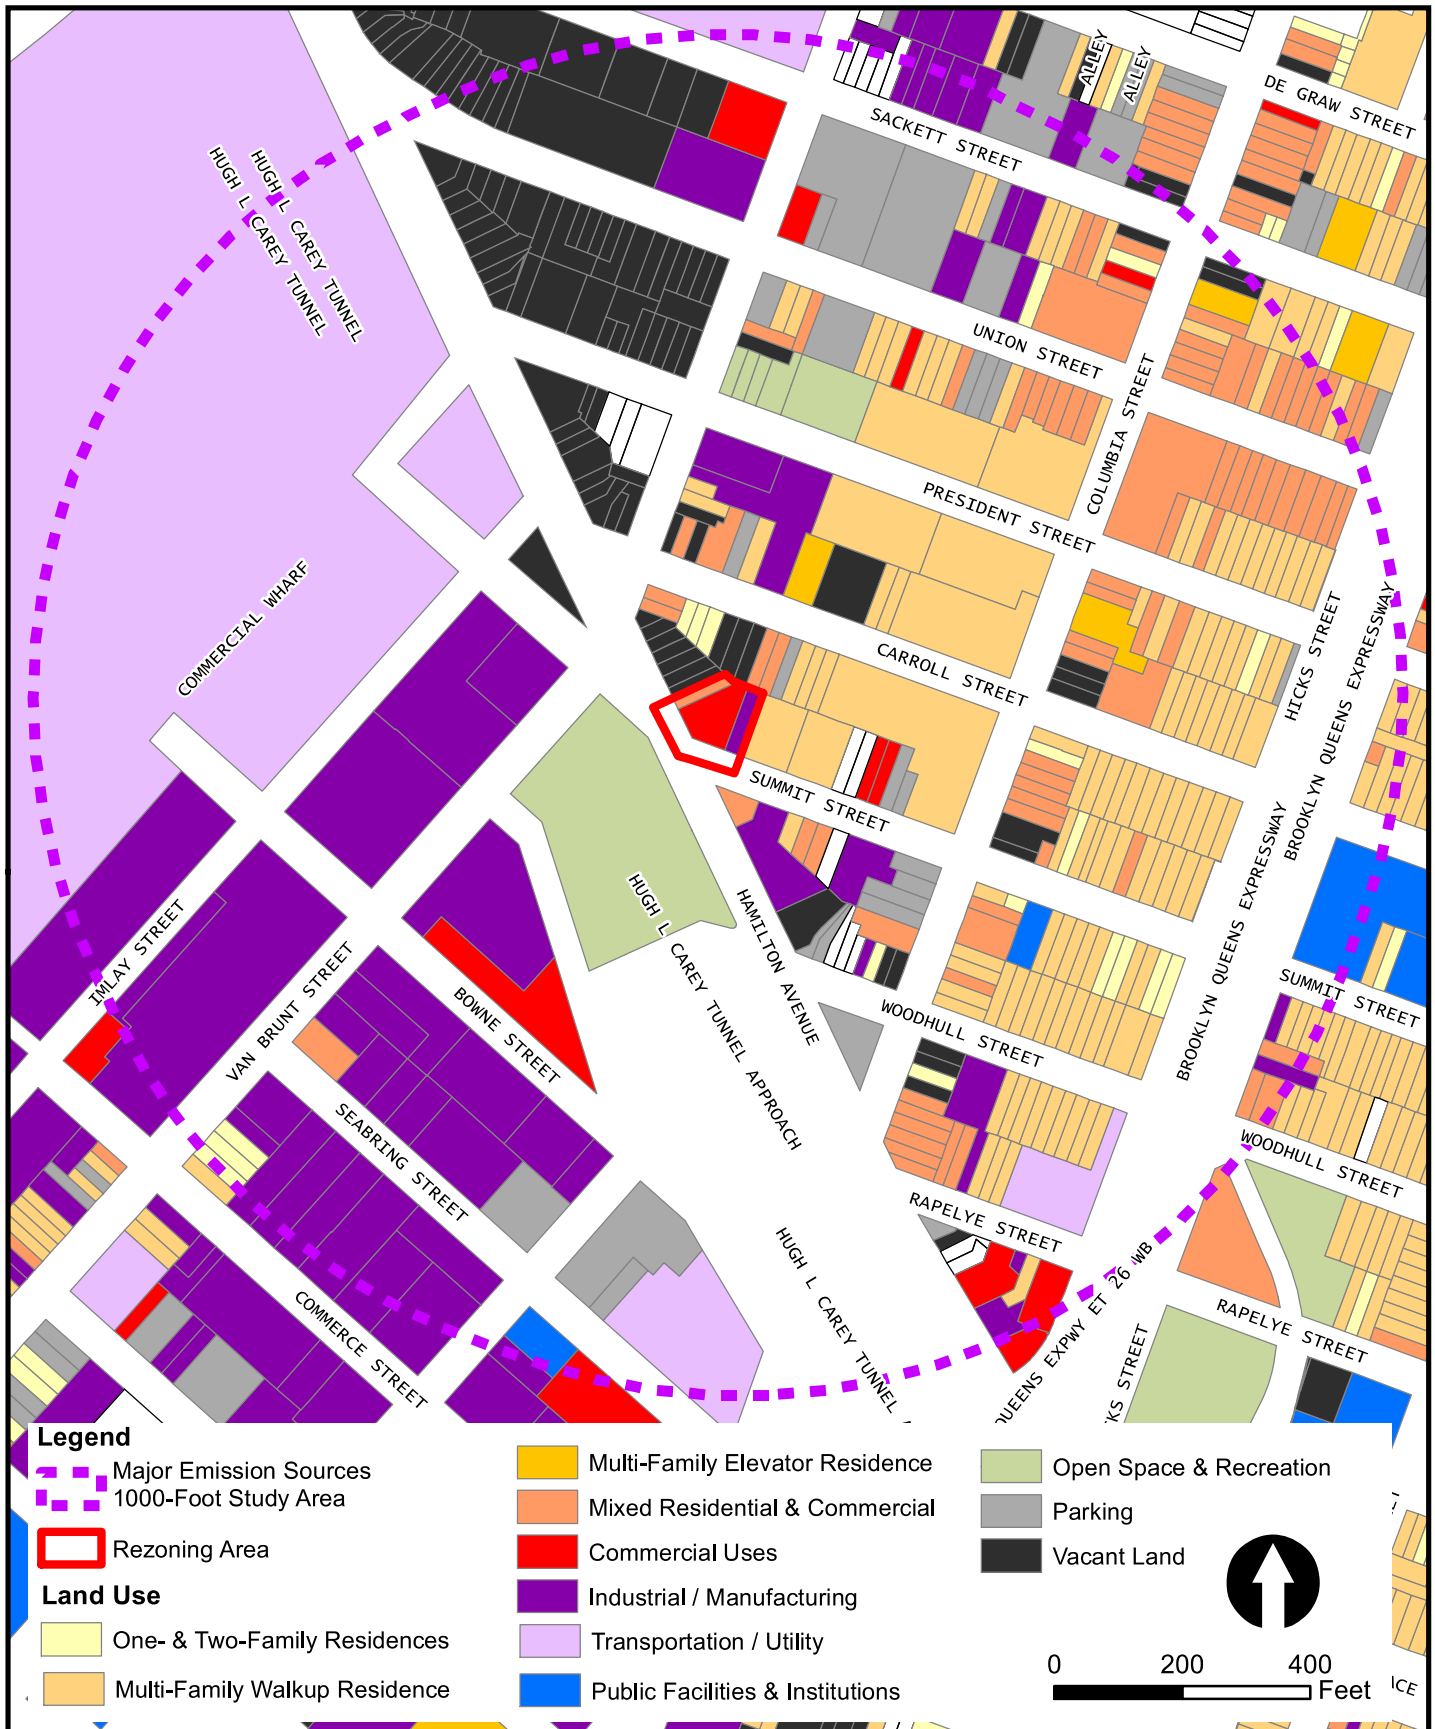 ALLEY
ALLEY
DE GRAW STREET
SACKETT STREET
HUGH L CAREY TUNNEL
HUGH L CAREY TUNNEL
UNION STREET
COLUMBIA STREET
PRESIDENT STREET
COMMERCIAL WHARF
HICKS STREET
BROOKLYN QUEENS EXPRESSWAY
CARROLL STREET
SUMMIT STREET
BROOKLYN QUEENS EXPRESSWAY
HUGH L CAREY TUNNEL APPROACH
HAMILTON AVENUE
IMLAY STREET
VAN BRUNT STREET
BOWNE STREET
WOODHULL STREET
SUMMIT STREET
SEABRING STREET
WOODHULL STREET
RAPELYE STREET
HUGH L CAREY TUNNEL A
QUEENS EXPWY ET 26 WB
COMMERCE STREET
RAPELYE STREET
KS STREET
Legend
Major Emission Sources
1000-Foot Study Area
Rezoning Area
Land Use
One- & Two-Family Residences
Multi-Family Walkup Residence
Multi-Family Elevator Residence
Mixed Residential & Commercial
Commercial Uses
Industrial / Manufacturing
Transportation / Utility
Public Facilities & Institutions
Open Space & Recreation
Parking
Vacant Land
0 200 400
Feet
ACE